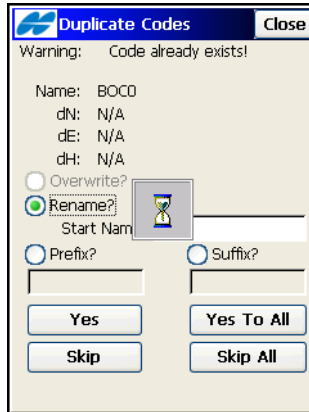 Duplicate Codes Close
Warning: Code already exists!
Name: BOC0
dN: N/A
dE: N/A
dH: N/A
Overwrite?
Rename?
Start Nam
Prefix? Suffix?
Yes Yes To All
Skip Skip All